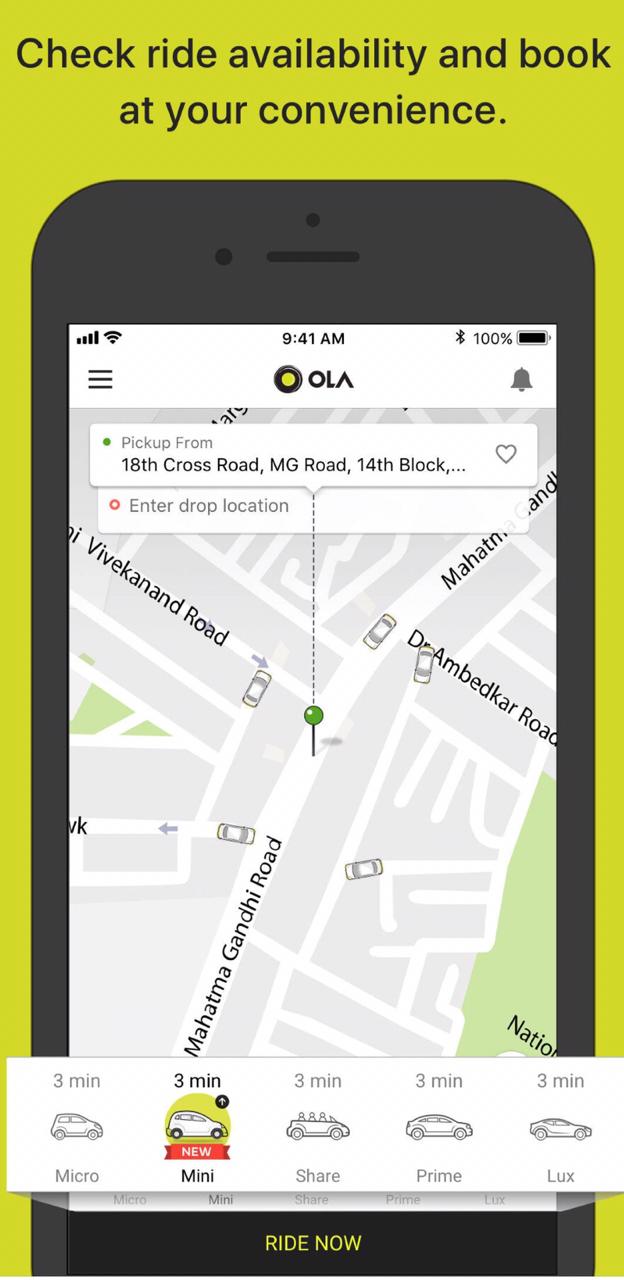 Check ride availability and book
at your convenience.
9:41 AM
100%
OLA
Pickup From
18th Cross Road, MG Road, 14th Block,...
Enter drop location
Mahatma Gandh
Vivekanand Road
Dr Ambedkar Road
vk
Mahatma Gandhi Road
Natio
3 min
3 min
3 min
3 min
3 min
NEW
Micro
Mini
Share
Prime
Lux
Micro
Mini
Share
Prime
Lux
RIDE NOW